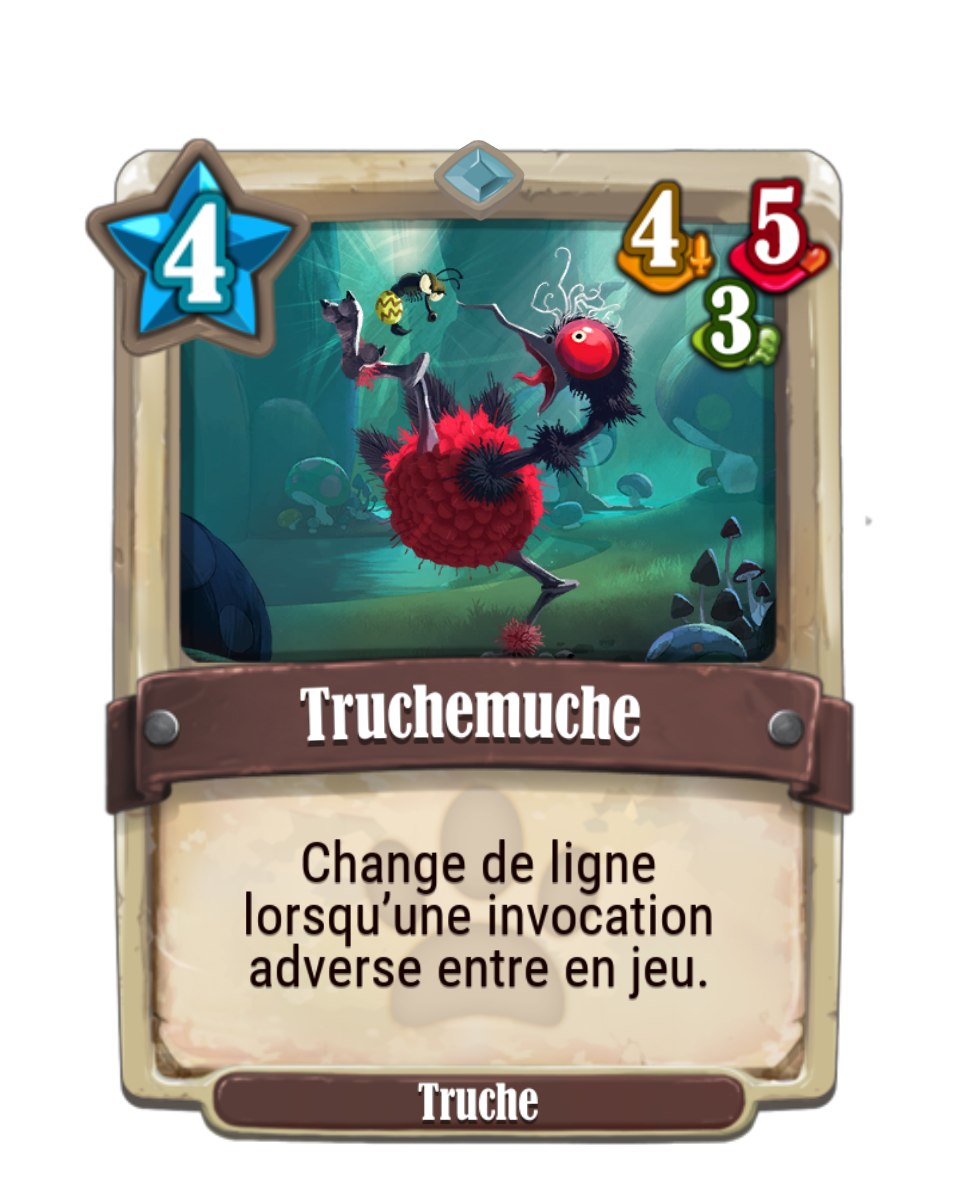 4
4
5
3
Truchemuche
Change de ligne
lorsqu’une invocation
adverse entre en jeu.
Truche